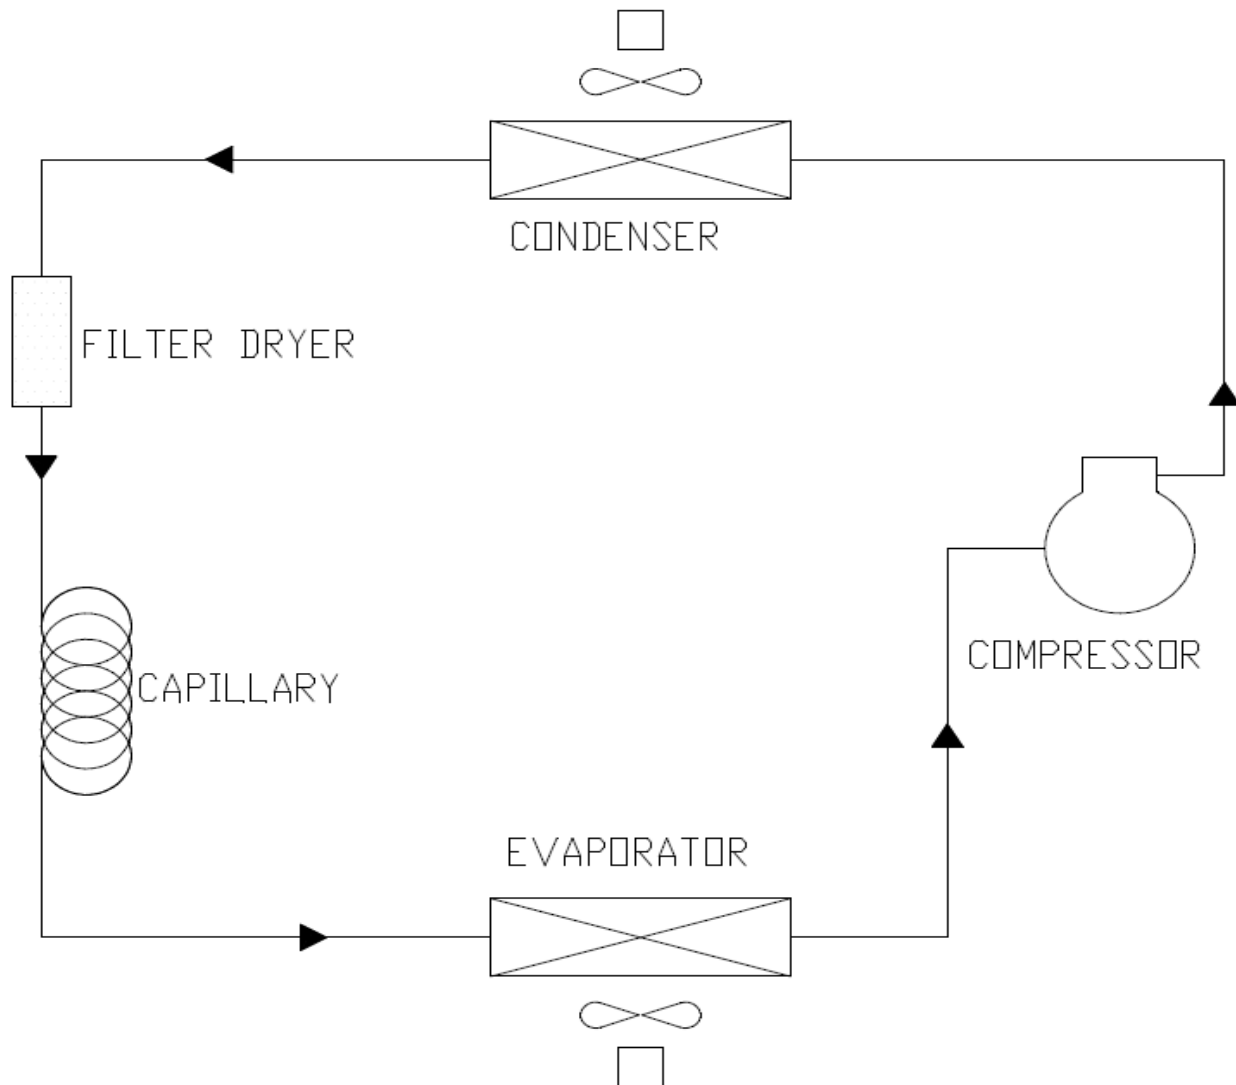 CONDENSER
FILTER DRYER
COMPRESSOR
CAPILLARY
EVAPORATOR